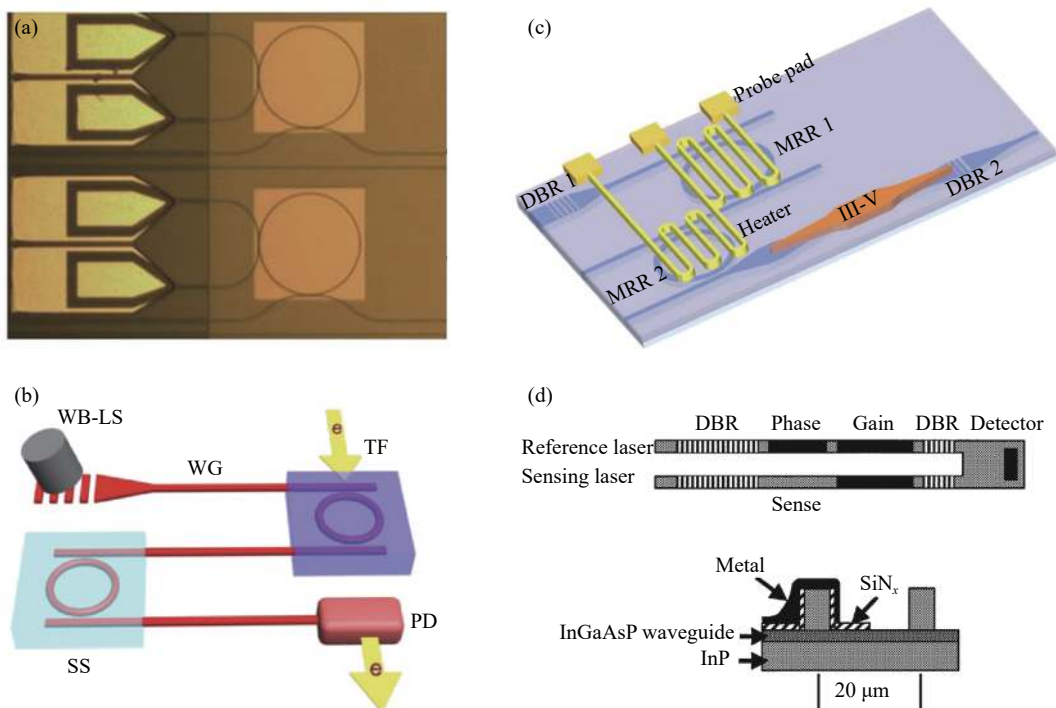 (a)
(b)
WB-LS
WG
e
TF
SS
PD
e
(c)
Probe pad
MRR 1
DBR 1
DBR 2
III-V
Heater
MRR 2
(d)
DBR Phase Gain DBR Detector
Reference laser
Sensing laser
Sense
Metal
SiNₓ
InGaAsP waveguide
InP
20 μm